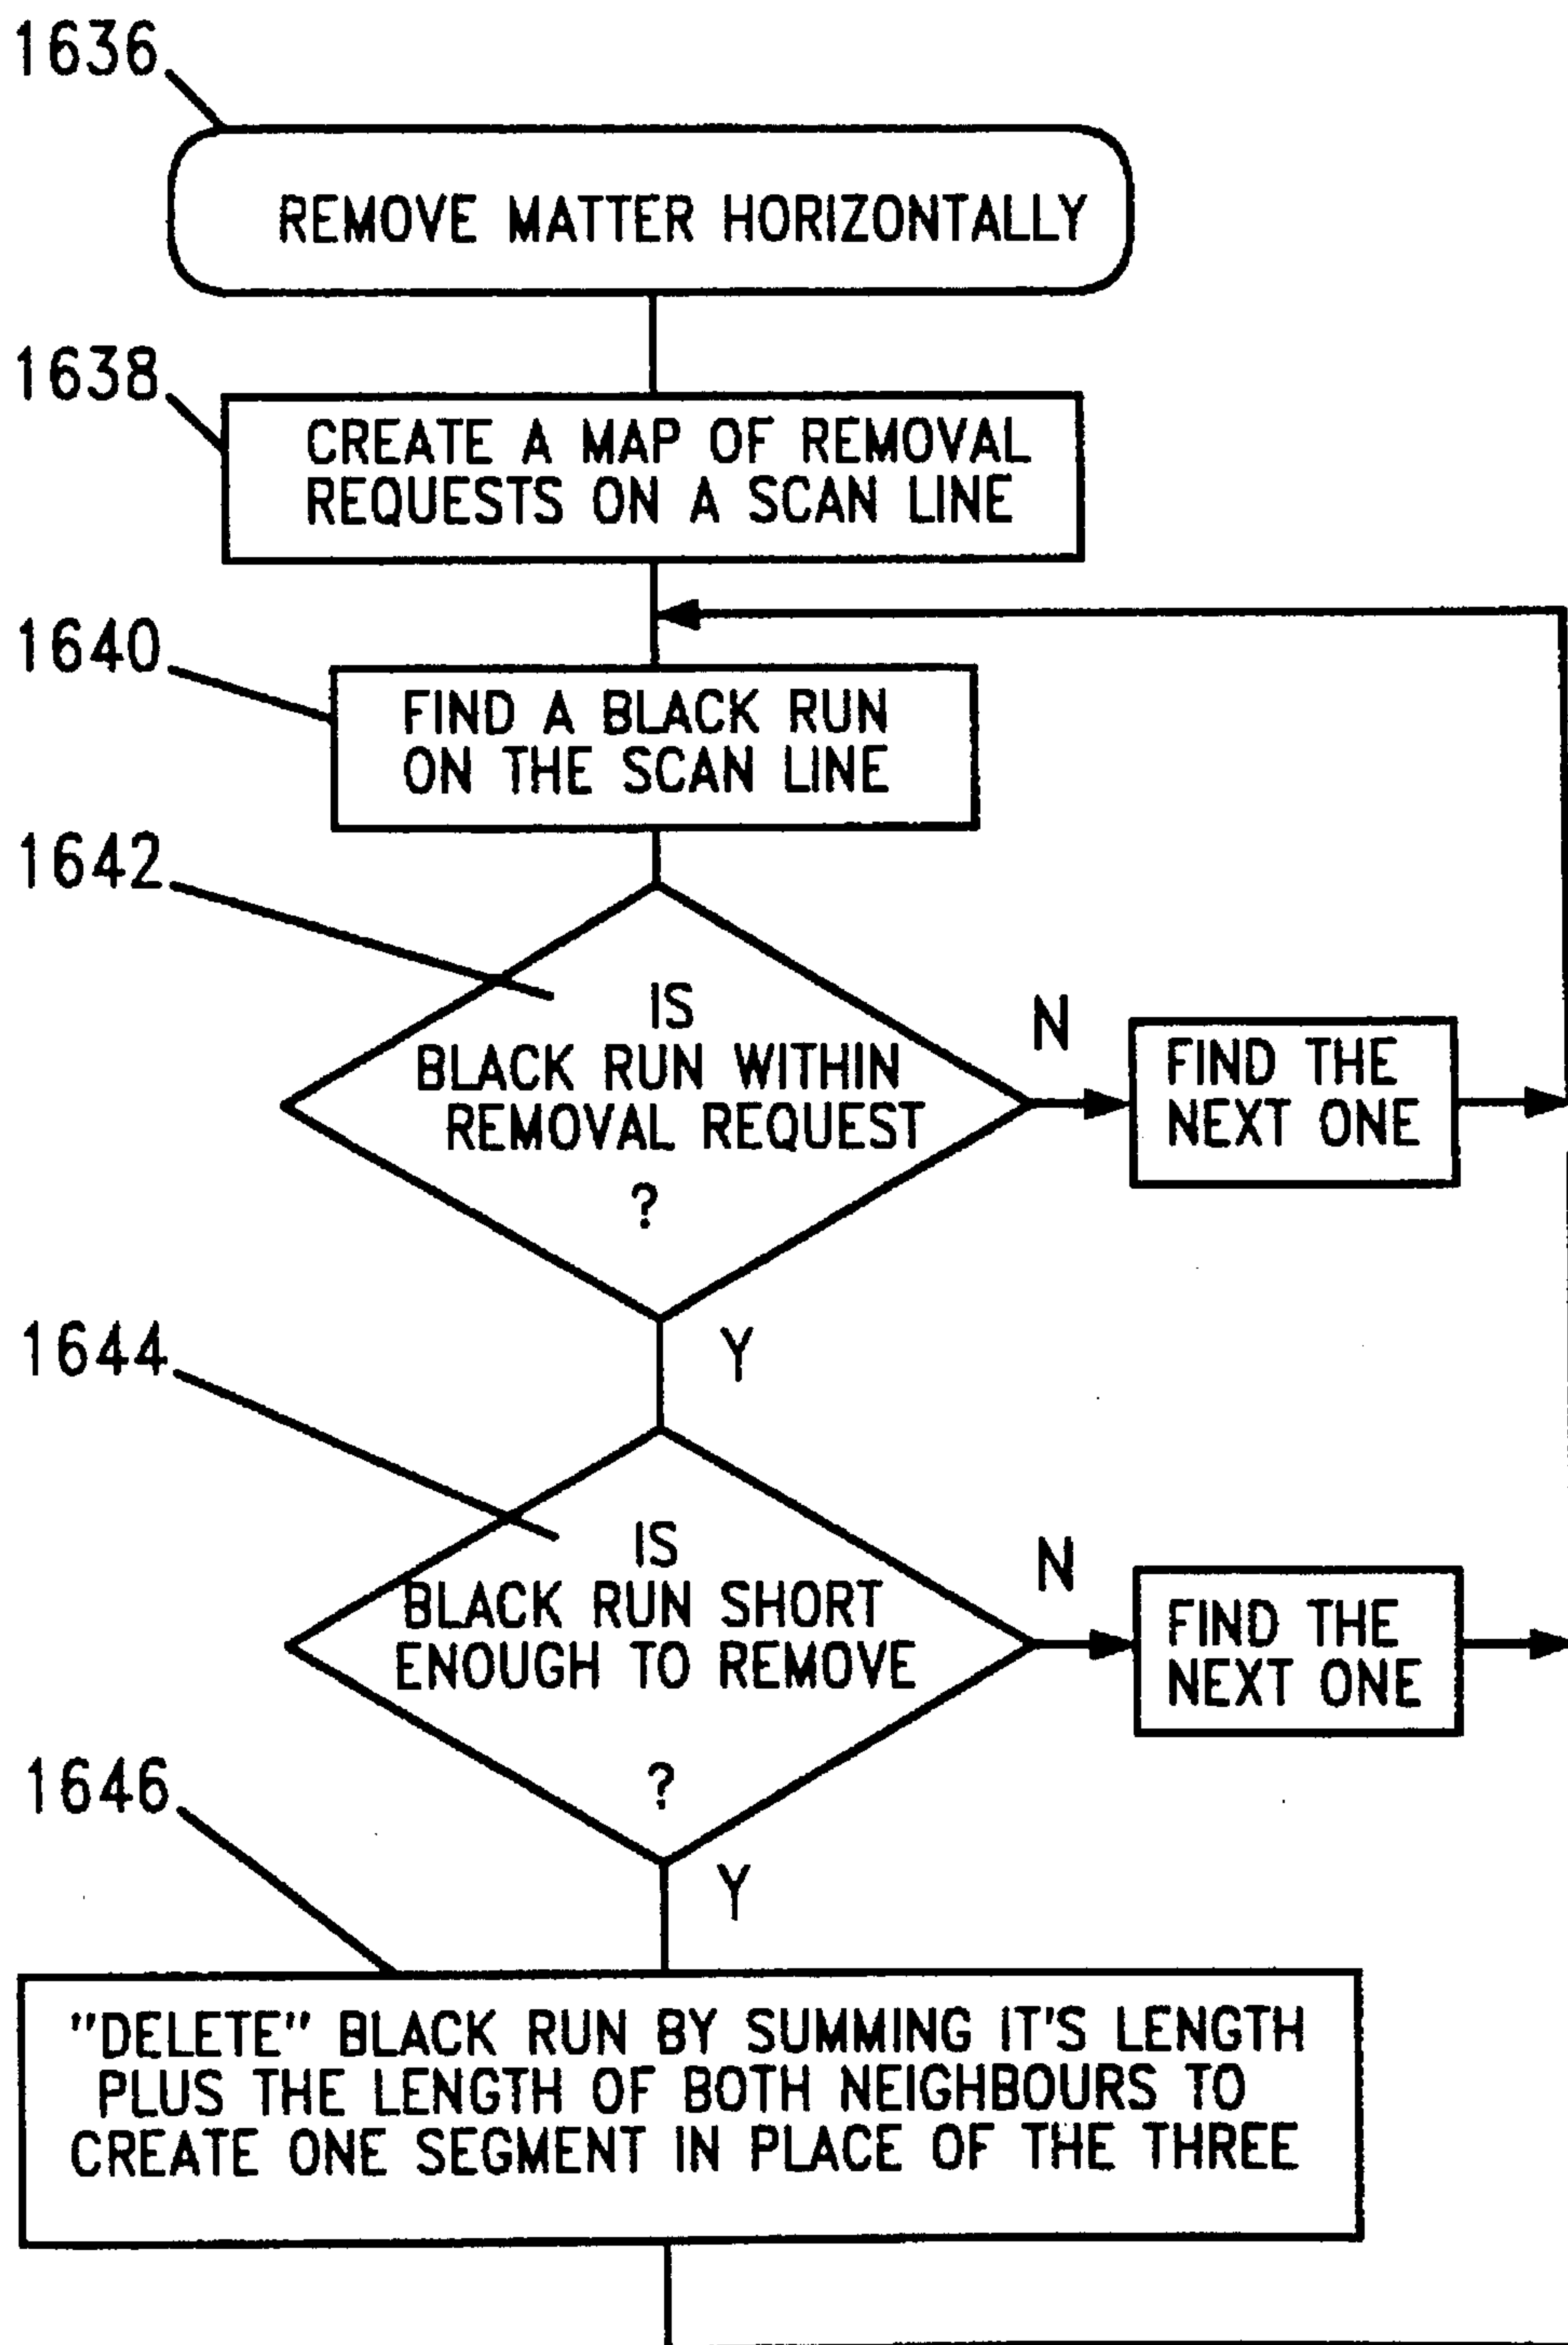 1636
REMOVE MATTER HORIZONTALLY
1638
CREATE A MAP OF REMOVAL
REQUESTS ON A SCAN LINE
1640
FIND A BLACK RUN
ON THE SCAN LINE
1642
IS
BLACK RUN WITHIN
REMOVAL REQUEST
?
N
FIND THE
NEXT ONE
Y
1644
IS
BLACK RUN SHORT
ENOUGH TO REMOVE
?
N
FIND THE
NEXT ONE
Y
1646
"DELETE" BLACK RUN BY SUMMING IT'S LENGTH
PLUS THE LENGTH OF BOTH NEIGHBOURS TO
CREATE ONE SEGMENT IN PLACE OF THE THREE